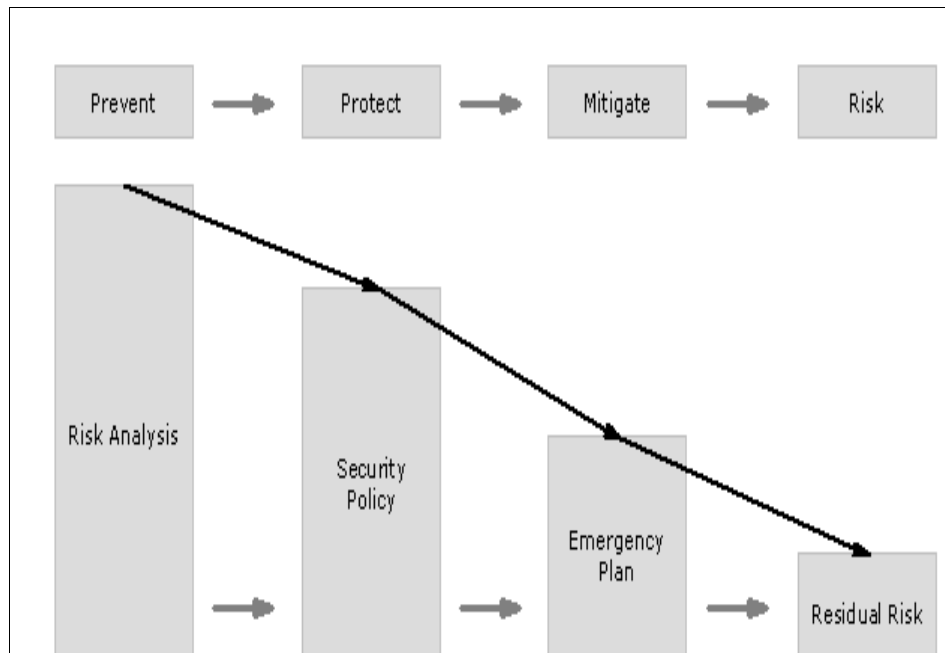 Prevent
Protect
Mitigate
Risk
Risk Analysis
Security
Policy
Emergency
Plan
Residual Risk